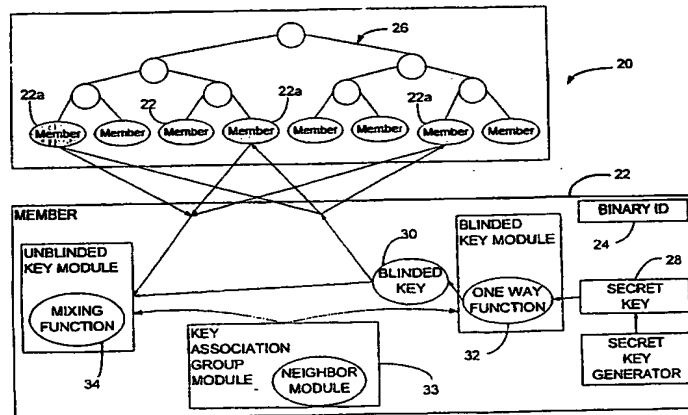 26
20
22a
22
22a
22a
Member
Member
Member
Member
Member
Member
Member
Member
22
MEMBER
BINARY ID
24
UNBLINDED
KEY MODULE
MIXING
FUNCTION
34
30
BLINDED
KEY
BLINDED KEY
MODULE
ONE WAY
FUNCTION
32
28
SECRET
KEY
SECRET
KEY
GENERATOR
KEY
ASSOCIATION
GROUP
MODULE
NEIGHBOR
MODULE
33